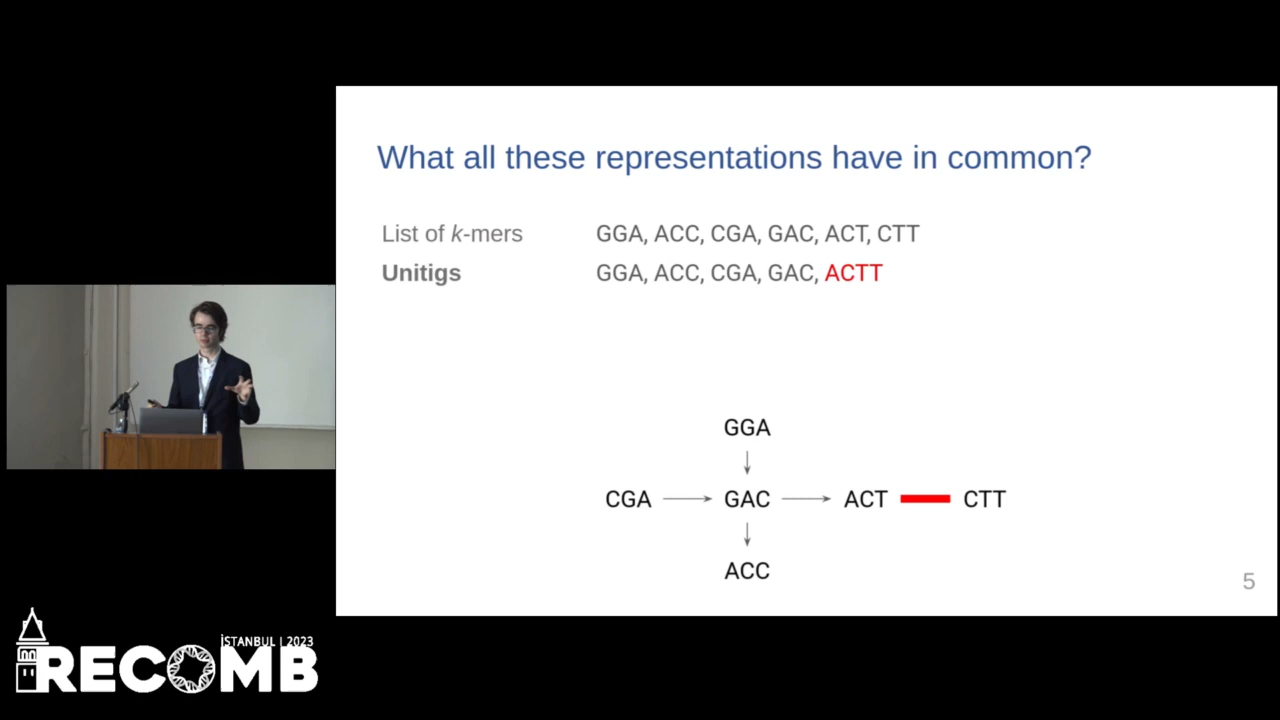 What all these representations have in common?
List of k-mers GGA, ACC, CGA, GAC, ACT, CTT
Unitigs GGA, ACC, CGA, GAC, ACTT
GGA
CGA GAC ACT CTT
ACC
5
İSTANBUL | 2023
RECOMB